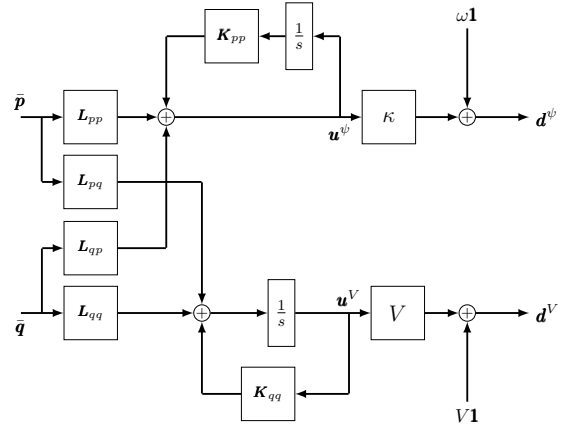 ω1
K_pp
1/s
p̄
L_pp
+
u^ψ
κ
+
d^ψ
L_pq
L_qp
q̄
L_qq
+
1/s
u^V
V
+
d^V
K_qq
V1